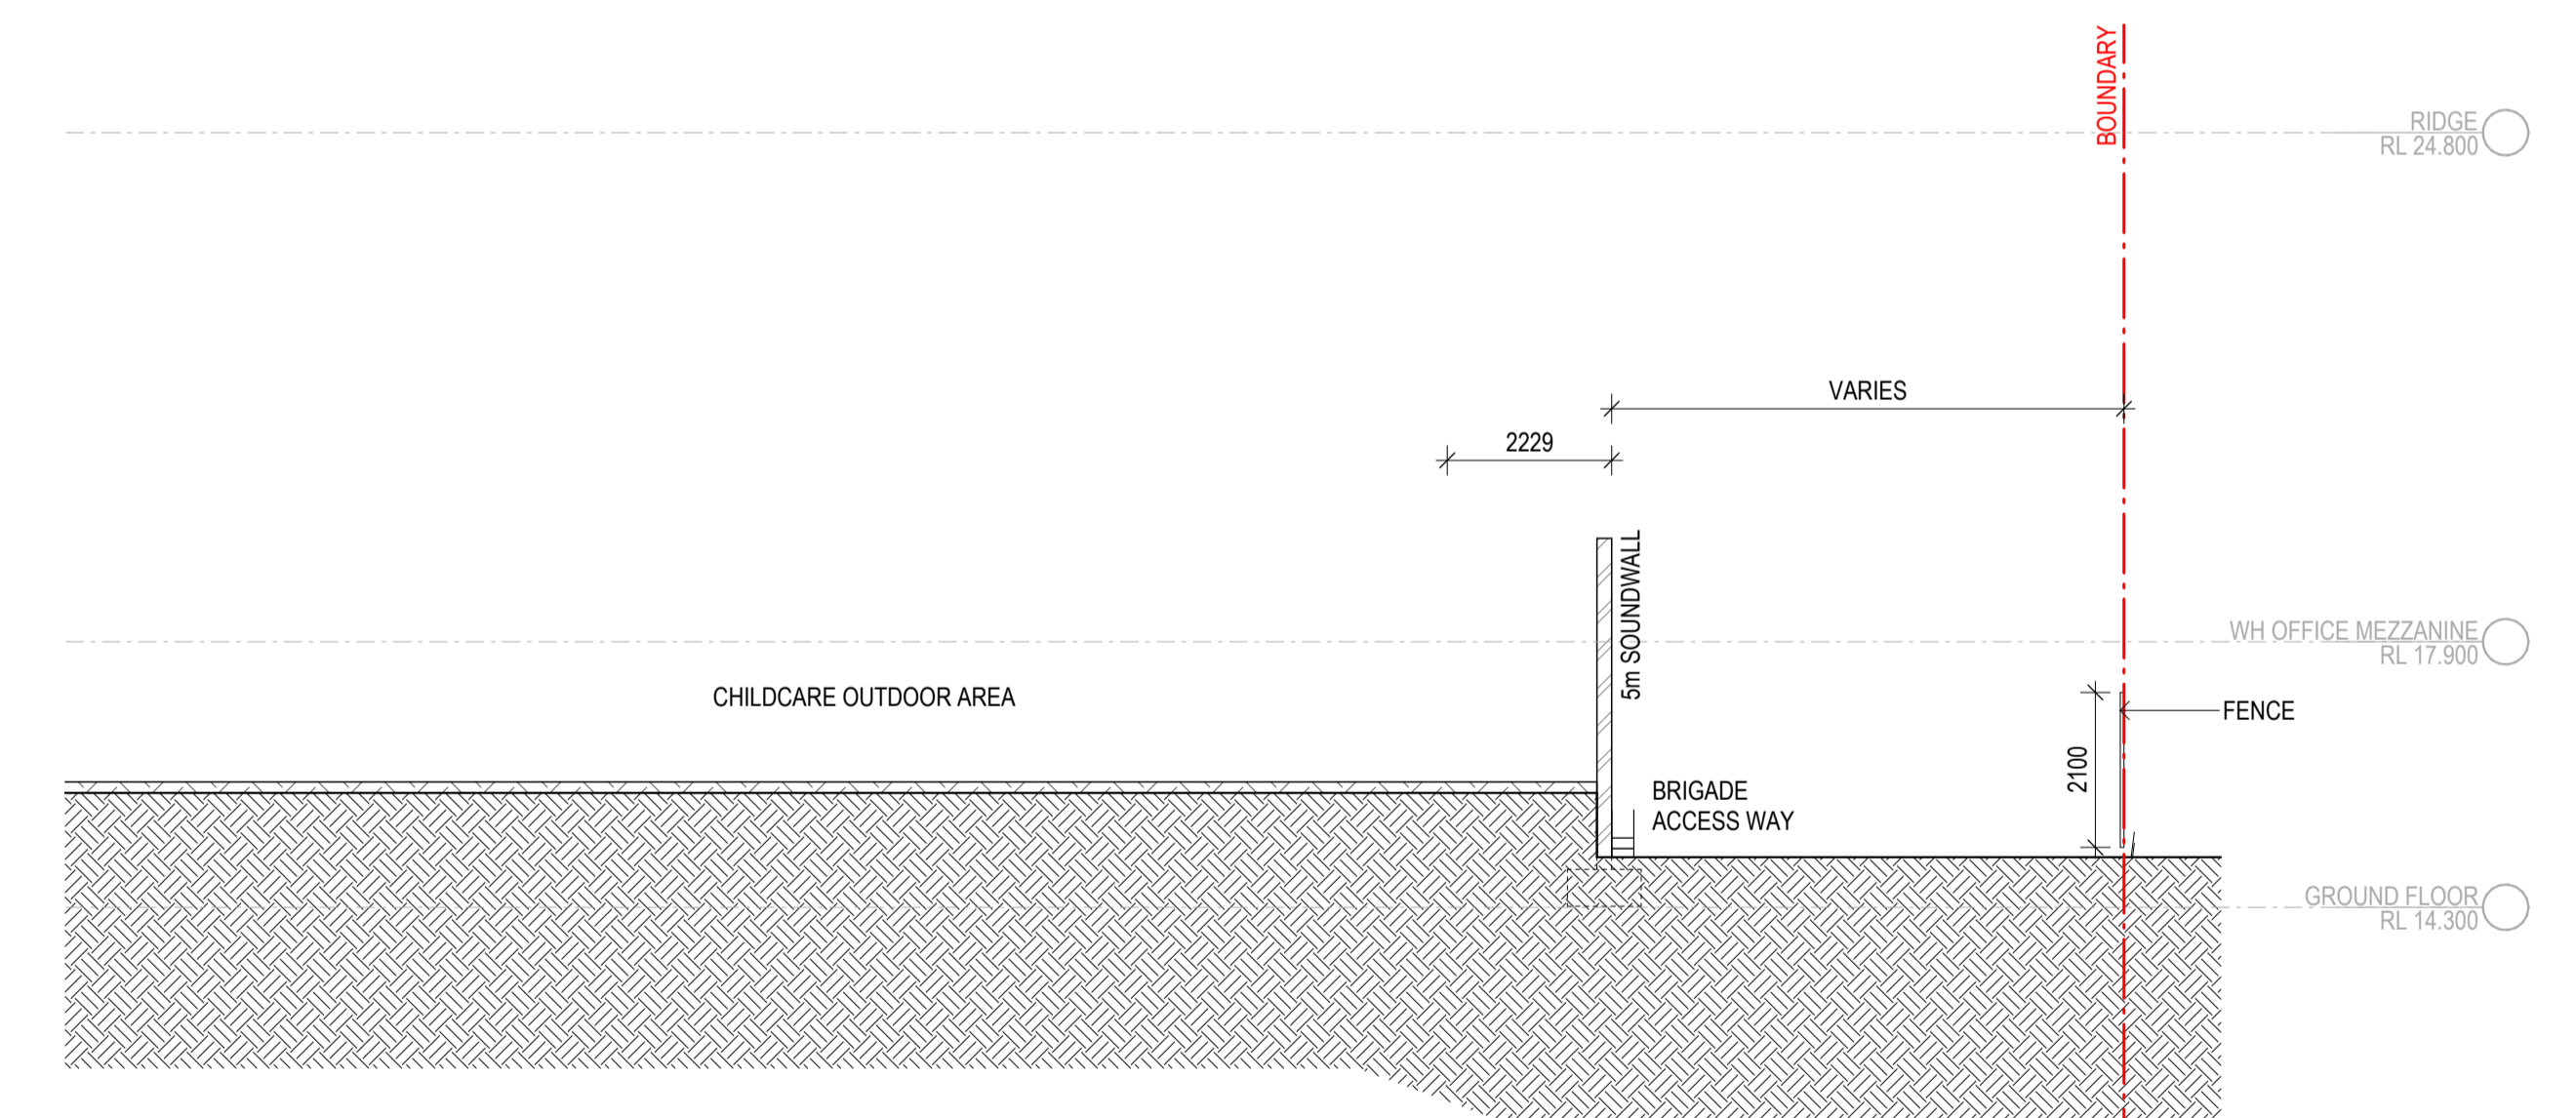 BOUNDARY
RIDGE
RL 24.800
VARIES
2229
5m SOUNDWALL
WH OFFICE MEZZANINE
RL 17.900
CHILDCARE OUTDOOR AREA
FENCE
2100
BRIGADE
ACCESS WAY
GROUND FLOOR
RL 14.300